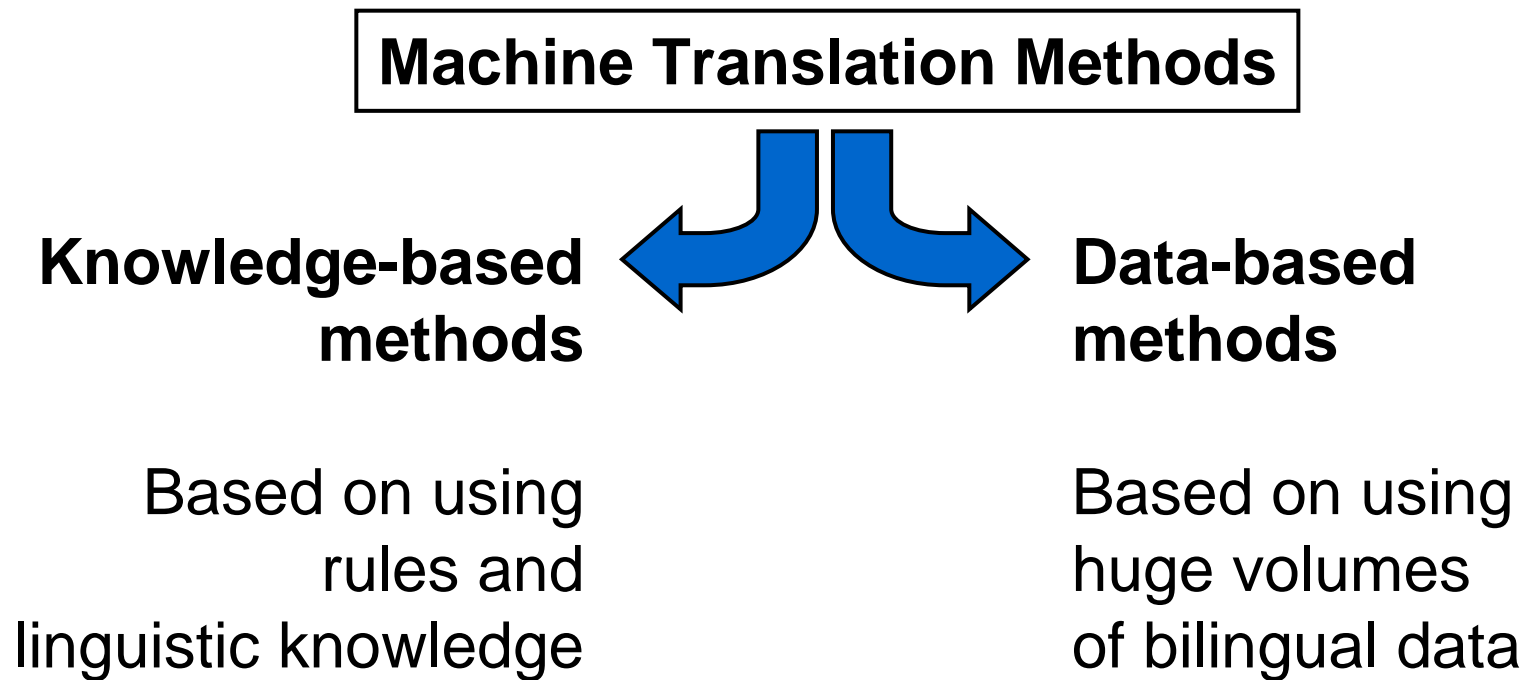 Machine Translation Methods
Knowledge-based
methods
Data-based
methods
Based on using
rules and
linguistic knowledge
Based on using
huge volumes
of bilingual data